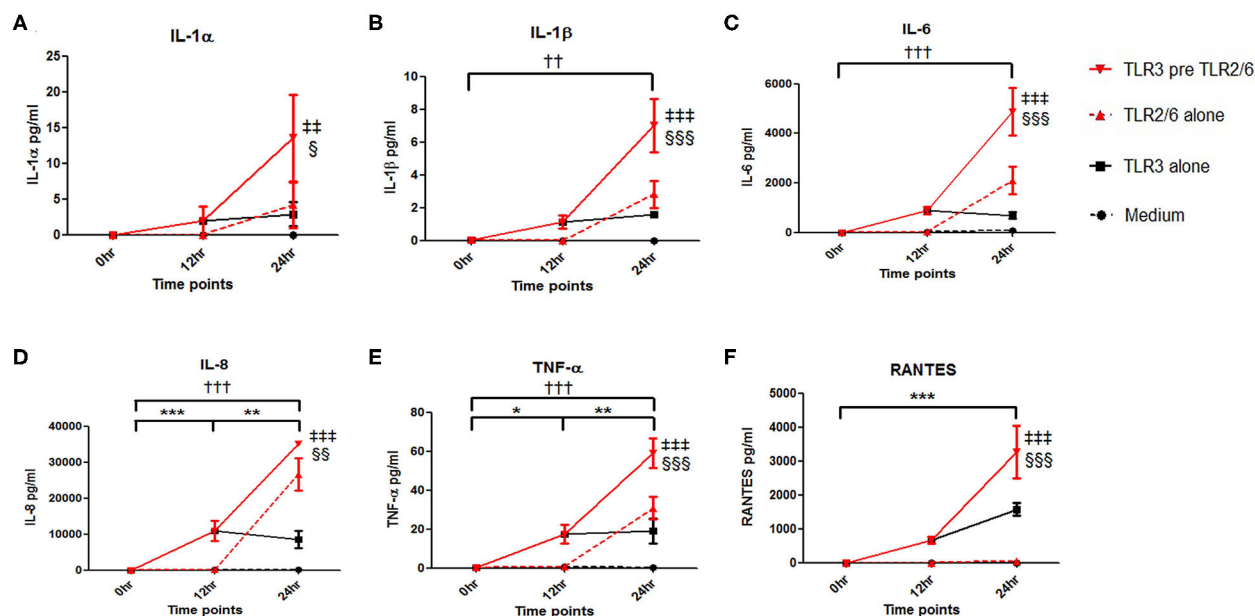 A
IL-1α
IL-1α pg/ml
25
20
15
10
5
0
‡‡
§
0hr
12hr
24hr
Time points
B
IL-1β
††
IL-1β pg/ml
10
8
6
4
2
0
‡‡‡
§§§
0hr
12hr
24hr
Time points
C
IL-6
†††
IL-6 pg/ml
6000
4000
2000
0
‡‡‡
§§§
0hr
12hr
24hr
Time points
TLR3 pre TLR2/6
TLR2/6 alone
TLR3 alone
Medium
D
IL-8
†††
*** **
IL-8 pg/ml
40000
30000
20000
10000
0
‡‡‡
§§
0hr
12hr
24hr
Time points
E
TNF-α
†††
* **
TNF-α pg/ml
80
60
40
20
0
‡‡‡
§§§
0hr
12hr
24hr
Time points
F
RANTES
***
RANTES pg/ml
5000
4000
3000
2000
1000
0
‡‡‡
§§§
0hr
12hr
24hr
Time points